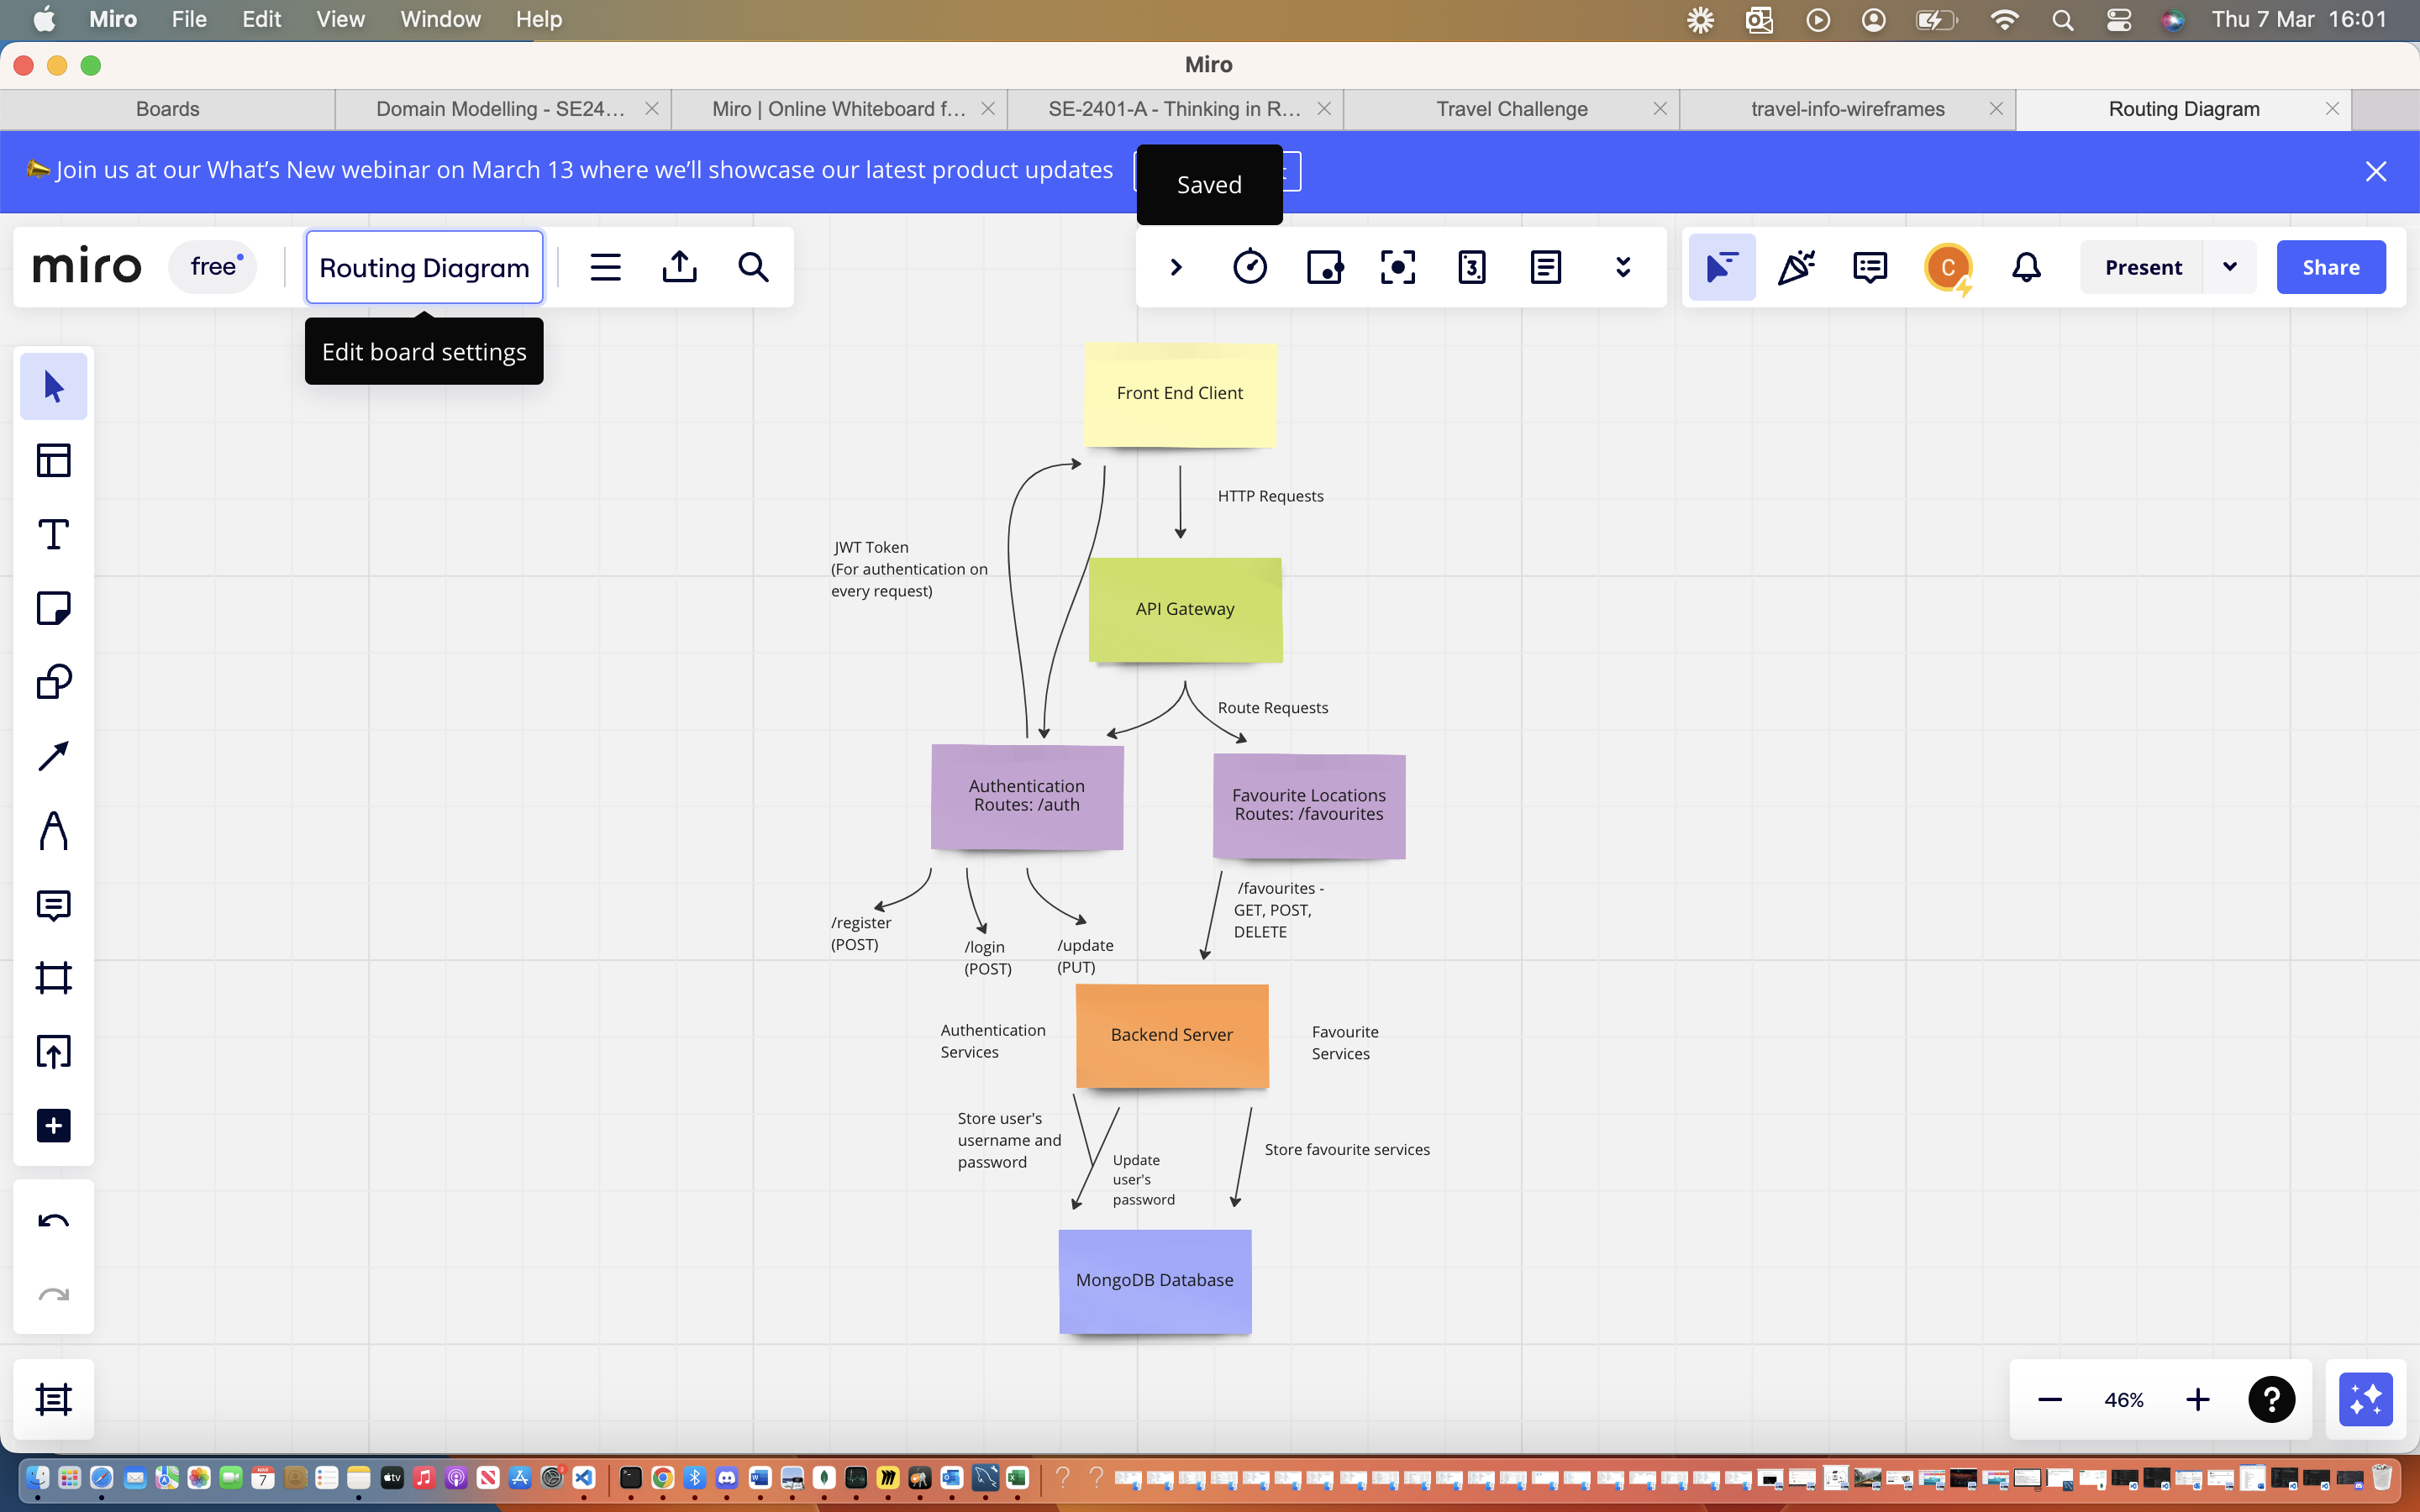 Miro File Edit View Window Help Thu 7 Mar 16:01
Miro
Boards Domain Modelling - SE24... Miro | Online Whiteboard f... SE-2401-A - Thinking in R... Travel Challenge travel-info-wireframes Routing Diagram
Join us at our What's New webinar on March 13 where we'll showcase our latest product updates
Saved
miro free Routing Diagram
3
C
Present
Share
Edit board settings
Front End Client
HTTP Requests
JWT Token
(For authentication on
every request)
API Gateway
Route Requests
Authentication
Routes: /auth
Favourite Locations
Routes: /favourites
/favourites -
GET, POST,
DELETE
/register
(POST)
/login
(POST)
/update
(PUT)
Authentication
Services
Backend Server
Favourite
Services
Store user's
username and
password
Update
user's
password
Store favourite services
MongoDB Database
46%
?
tv
7